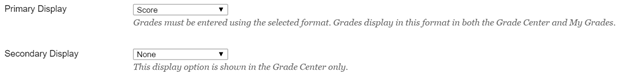 Primary Display Score
Grades must be entered using the selected format. Grades display in this format in both the Grade Center and My Grades.
Secondary Display None
This display option is shown in the Grade Center only.